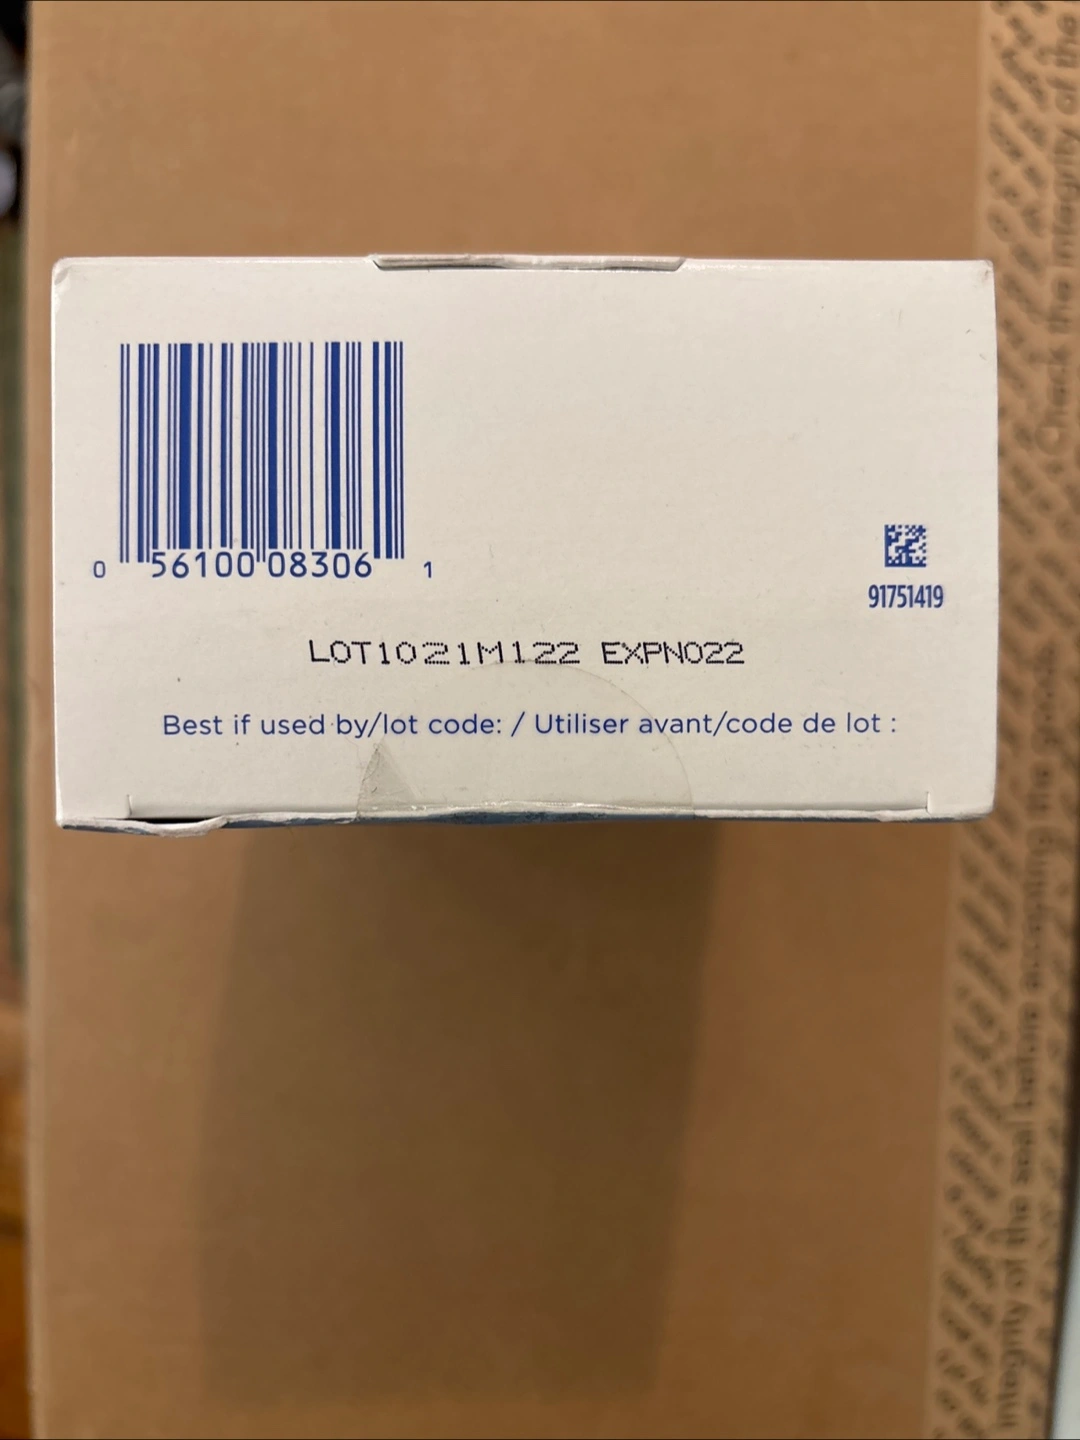 0 56100 08306 1
91751419
LOT1021M122 EXPNO22
Best if used by/lot code: / Utiliser avant/code de lot :
Check the integrity of the
integrity of the seal before accepting the goods